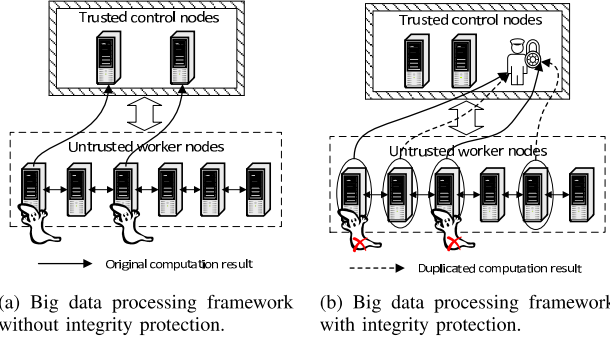 Trusted control nodes
Untrusted worker nodes
Original computation result
(a) Big data processing framework
without integrity protection.
Trusted control nodes
Untrusted worker nodes
Duplicated computation result
(b) Big data processing framework
with integrity protection.